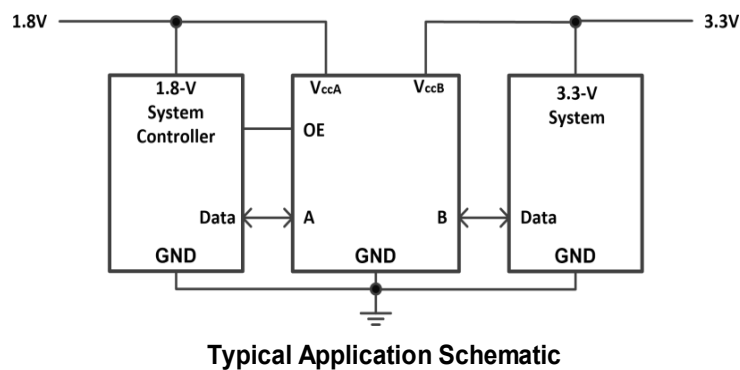 1.8V
3.3V
1.8-V
System
Controller
VccA
VccB
3.3-V
System
OE
Data
A
B
Data
GND
GND
GND
Typical Application Schematic